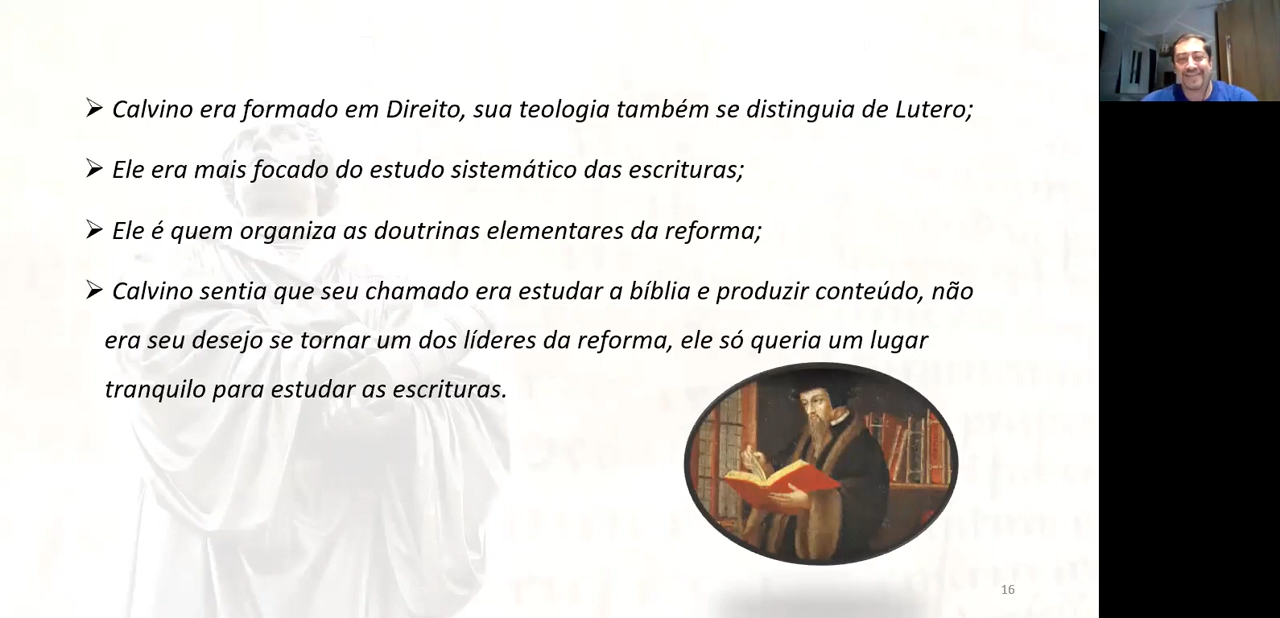 ➢ Calvino era formado em Direito, sua teologia também se distinguia de Lutero;
➢ Ele era mais focado do estudo sistemático das escrituras;
➢ Ele é quem organiza as doutrinas elementares da reforma;
➢ Calvino sentia que seu chamado era estudar a bíblia e produzir conteúdo, não
era seu desejo se tornar um dos líderes da reforma, ele só queria um lugar
tranquilo para estudar as escrituras.
16